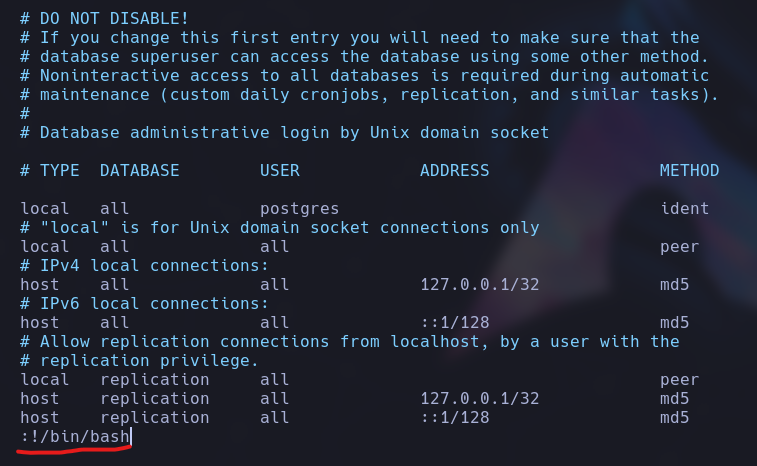 # DO NOT DISABLE!
# If you change this first entry you will need to make sure that the
# database superuser can access the database using some other method.
# Noninteractive access to all databases is required during automatic
# maintenance (custom daily cronjobs, replication, and similar tasks).
#
# Database administrative login by Unix domain socket
# TYPE  DATABASE        USER            ADDRESS                 METHOD
local   all             postgres                                ident
# "local" is for Unix domain socket connections only
local   all             all                                     peer
# IPv4 local connections:
host    all             all             127.0.0.1/32            md5
# IPv6 local connections:
host    all             all             ::1/128                 md5
# Allow replication connections from localhost, by a user with the
# replication privilege.
local   replication     all                                     peer
host    replication     all             127.0.0.1/32            md5
host    replication     all             ::1/128                 md5
:!/bin/bash